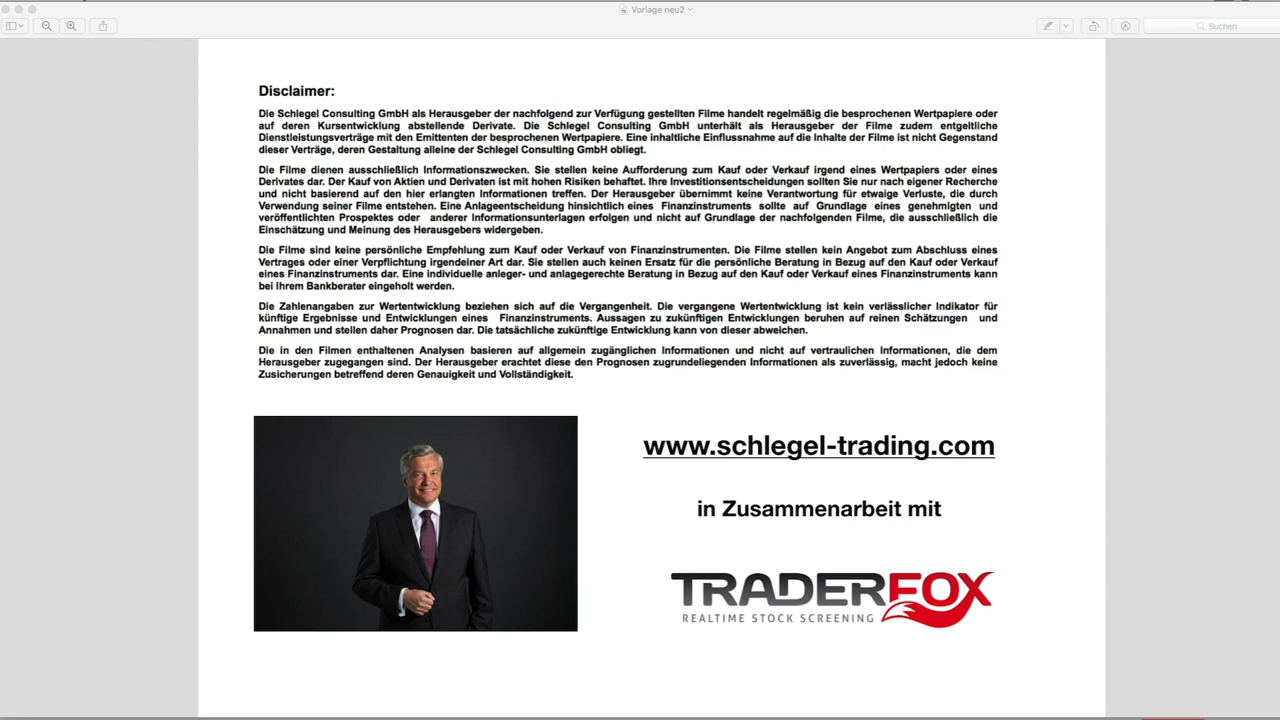 Vorlage neu2
Suchen
Disclaimer:
Die Schlegel Consulting GmbH als Herausgeber der nachfolgend zur Verfügung gestellten Filme handelt regelmäßig die besprochenen Wertpapiere oder
auf deren Kursentwicklung abstellende Derivate. Die Schlegel Consulting GmbH unterhält als Herausgeber der Filme zudem entgeltliche
Dienstleistungsverträge mit den Emittenten der besprochenen Wertpapiere. Eine inhaltliche Einflussnahme auf die Inhalte der Filme ist nicht Gegenstand
dieser Verträge, deren Gestaltung alleine der Schlegel Consulting GmbH obliegt.
Die Filme dienen ausschließlich Informationszwecken. Sie stellen keine Aufforderung zum Kauf oder Verkauf irgend eines Wertpapiers oder eines
Derivates dar. Der Kauf von Aktien und Derivaten ist mit hohen Risiken behaftet. Ihre Investitionsentscheidungen sollten Sie nur nach eigener Recherche
und nicht basierend auf den hier erlangten Informationen treffen. Der Herausgeber übernimmt keine Verantwortung für etwaige Verluste, die durch
Verwendung seiner Filme entstehen. Eine Anlageentscheidung hinsichtlich eines Finanzinstruments sollte auf Grundlage eines genehmigten und
veröffentlichten Prospektes oder anderer Informationsunterlagen erfolgen und nicht auf Grundlage der nachfolgenden Filme, die ausschließlich die
Einschätzung und Meinung des Herausgebers widergeben.
Die Filme sind keine persönliche Empfehlung zum Kauf oder Verkauf von Finanzinstrumenten. Die Filme stellen kein Angebot zum Abschluss eines
Vertrages oder einer Verpflichtung irgendeiner Art dar. Sie stellen auch keinen Ersatz für die persönliche Beratung in Bezug auf den Kauf oder Verkauf
eines Finanzinstruments dar. Eine individuelle anleger- und anlagegerechte Beratung in Bezug auf den Kauf oder Verkauf eines Finanzinstruments kann
bei Ihrem Bankberater eingeholt werden.
Die Zahlenangaben zur Wertentwicklung beziehen sich auf die Vergangenheit. Die vergangene Wertentwicklung ist kein verlässlicher Indikator für
künftige Ergebnisse und Entwicklungen eines Finanzinstruments. Aussagen zu zukünftigen Entwicklungen beruhen auf reinen Schätzungen und
Annahmen und stellen daher Prognosen dar. Die tatsächliche zukünftige Entwicklung kann von dieser abweichen.
Die in den Filmen enthaltenen Analysen basieren auf allgemein zugänglichen Informationen und nicht auf vertraulichen Informationen, die dem
Herausgeber zugegangen sind. Der Herausgeber erachtet diese den Prognosen zugrundeliegenden Informationen als zuverlässig, macht jedoch keine
Zusicherungen betreffend deren Genauigkeit und Vollständigkeit.
www.schlegel-trading.com
in Zusammenarbeit mit
TRADERFOX
REALTIME STOCK SCREENING